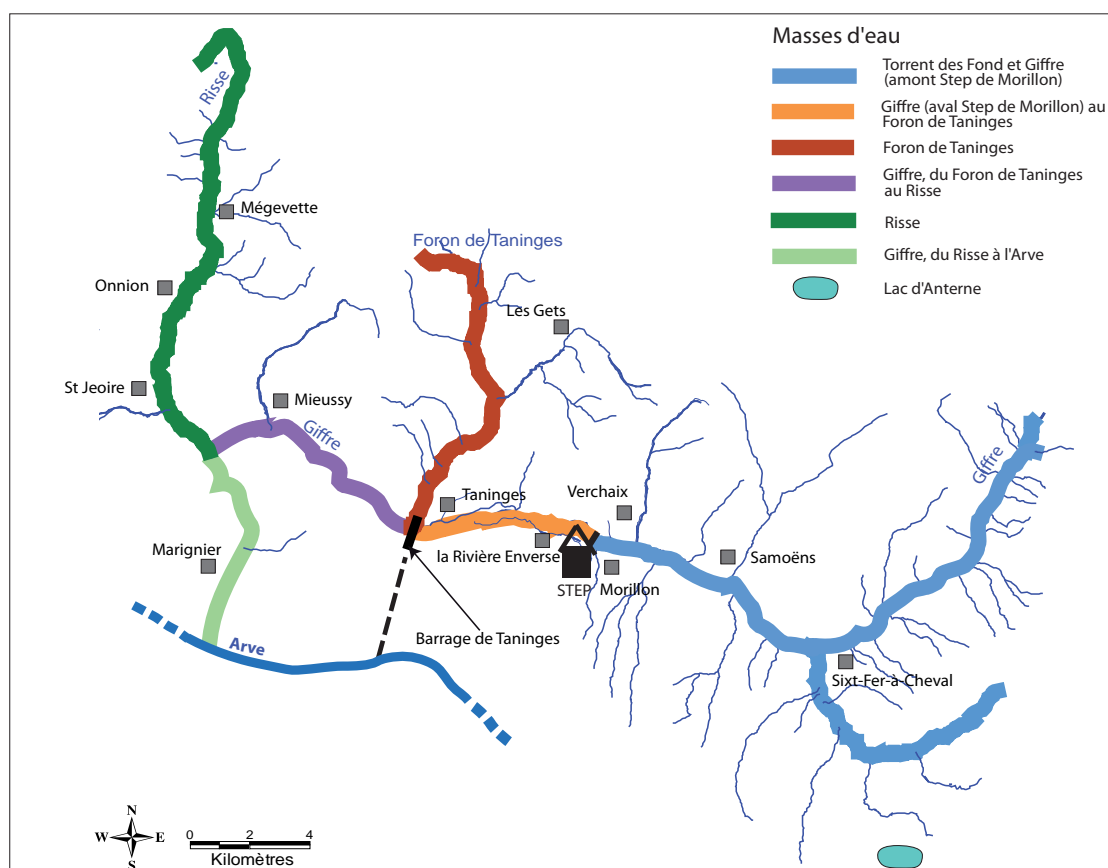 Masses d'eau
Torrent des Fond et Giffre
(amont Step de Morillon)
Giffre (aval Step de Morillon) au
Foron de Taninges
Foron de Taninges
Giffre, du Foron de Taninges
au Risse
Risse
Giffre, du Risse à l'Arve
Lac d'Anterne
Risse
Mégevette
Foron de Taninges
Onnion
Les Gets
St Jeoire
Mieussy
Giffre
Giffre
Taninges
Verchaix
Marignier
la Rivière Enverse
Samoëns
STEP
Morillon
Barrage de Taninges
Arve
Sixt-Fer-à-Cheval
N
W
E
S
0 2 4
Kilomètres